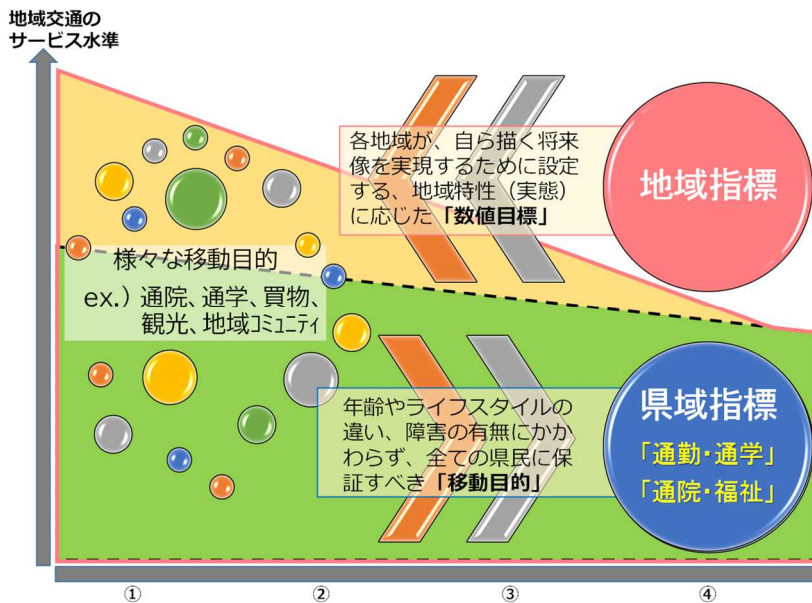 地域交通の
サービス水準
各地域が、自ら描く将来
像を実現するために設定
する、地域特性（実態）
に応じた「数値目標」
地域指標
様々な移動目的
ex.）通院、通学、買物、
観光、地域ｺﾐｭﾆﾃｨ
年齢やライフスタイルの
違い、障害の有無にかか
わらず、全ての県民に保
証すべき「移動目的」
県域指標
「通勤・通学」
「通院・福祉」
① ② ③ ④